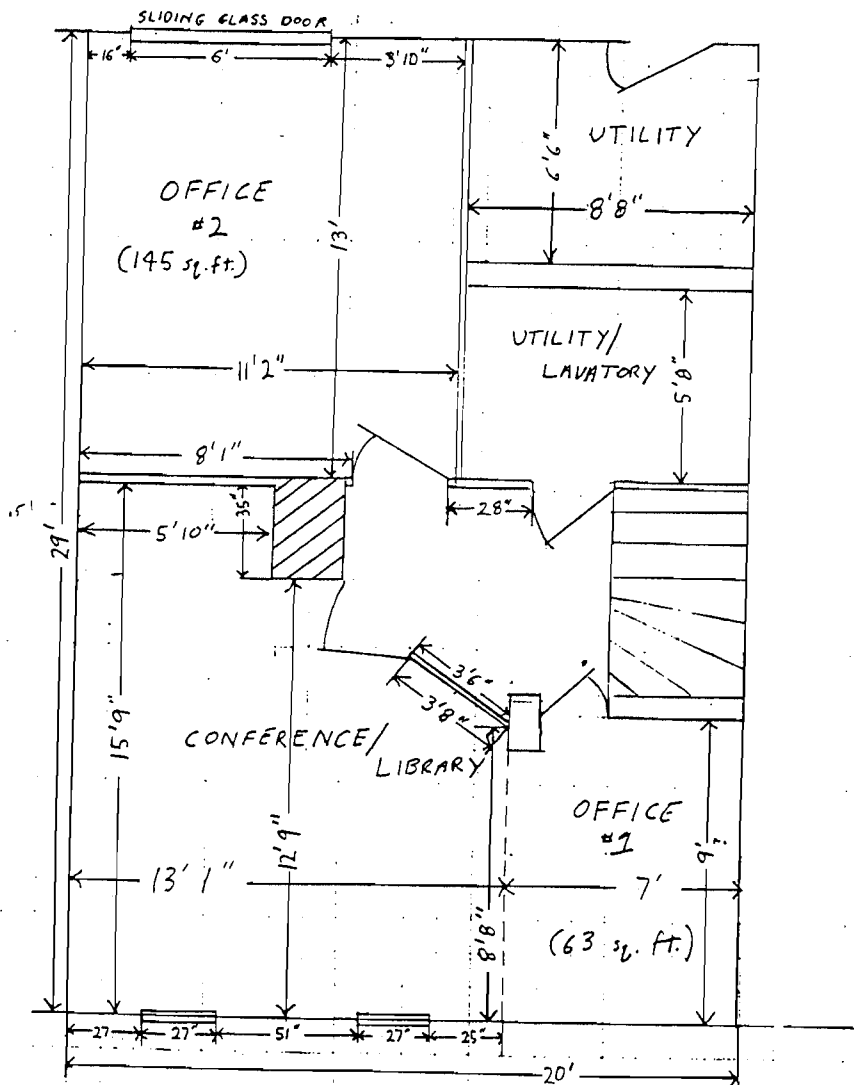 SLIDING GLASS DOOR
16"
6'
3'10"
UTILITY
6'6"
8'8"
OFFICE
#2
(145 sq.ft.)
13'
UTILITY/
LAVATORY
5'8"
11'2"
8'1"
28"
35"
5'10"
29'
3'6"
3'8"
15'9"
CONFERENCE/
LIBRARY
12'9"
OFFICE
#1
9'?
13'1"
7'
8'8"
(63 sq. ft.)
27
27"
51"
27"
25"
20'